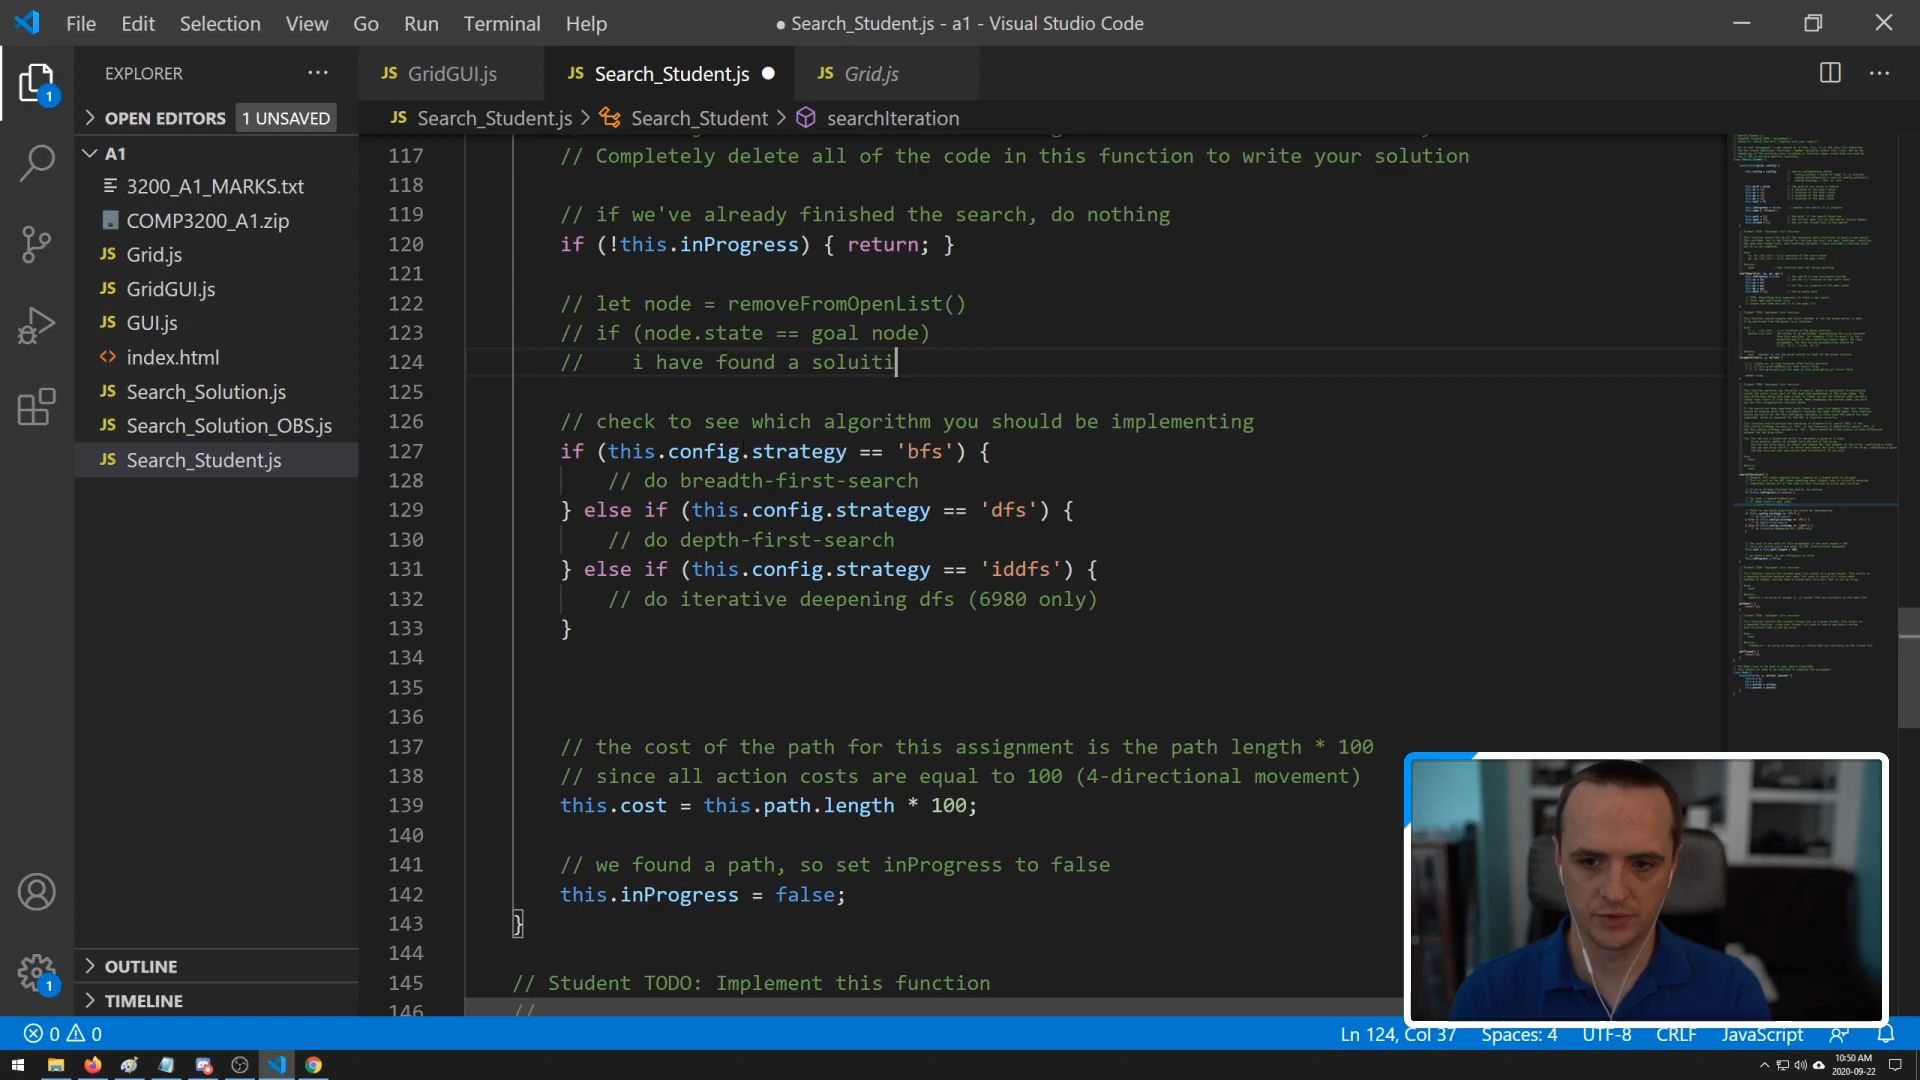 File Edit Selection View Go Run Terminal Help
● Search_Student.js - a1 - Visual Studio Code
EXPLORER
1
OPEN EDITORS 1 UNSAVED
A1
3200_A1_MARKS.txt
COMP3200_A1.zip
JS Grid.js
JS GridGUI.js
JS GUI.js
index.html
JS Search_Solution.js
JS Search_Solution_OBS.js
JS Search_Student.js
OUTLINE
TIMELINE
1
JS GridGUI.js
JS Search_Student.js
JS Grid.js
JS Search_Student.js > Search_Student > searchIteration
117 // Completely delete all of the code in this function to write your solution
118
119 // if we've already finished the search, do nothing
120 if (!this.inProgress) { return; }
121
122 // let node = removeFromOpenList()
123 // if (node.state == goal node)
124 // i have found a soluiti
125
126 // check to see which algorithm you should be implementing
127 if (this.config.strategy == 'bfs') {
128 // do breadth-first-search
129 } else if (this.config.strategy == 'dfs') {
130 // do depth-first-search
131 } else if (this.config.strategy == 'iddfs') {
132 // do iterative deepening dfs (6980 only)
133 }
134
135
136
137 // the cost of the path for this assignment is the path length * 100
138 // since all action costs are equal to 100 (4-directional movement)
139 this.cost = this.path.length * 100;
140
141 // we found a path, so set inProgress to false
142 this.inProgress = false;
143 }
144
145 // Student TODO: Implement this function
146 //
0 0
Ln 124, Col 37 Spaces: 4 UTF-8 CRLF JavaScript
10:50 AM
2020-09-22